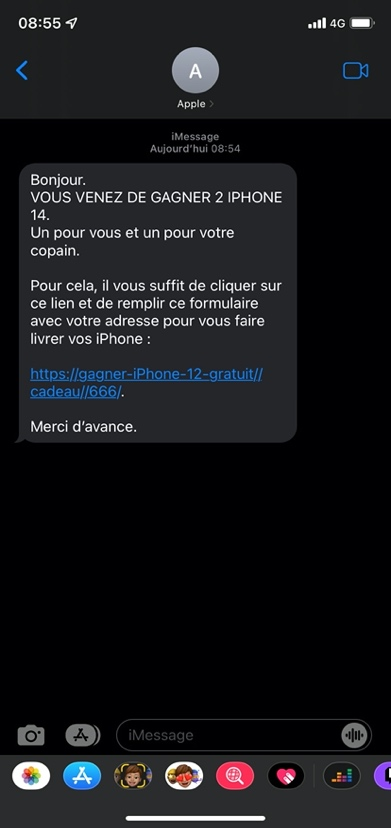 08:55
4G
A
Apple >
iMessage
Aujourd'hui 08:54
Bonjour.
VOUS VENEZ DE GAGNER 2 IPHONE
14.
Un pour vous et un pour votre
copain.
Pour cela, il vous suffit de cliquer sur
ce lien et de remplir ce formulaire
avec votre adresse pour vous faire
livrer vos iPhone :
https://gagner-iPhone-12-gratuit//
cadeau//666/.
Merci d'avance.
iMessage